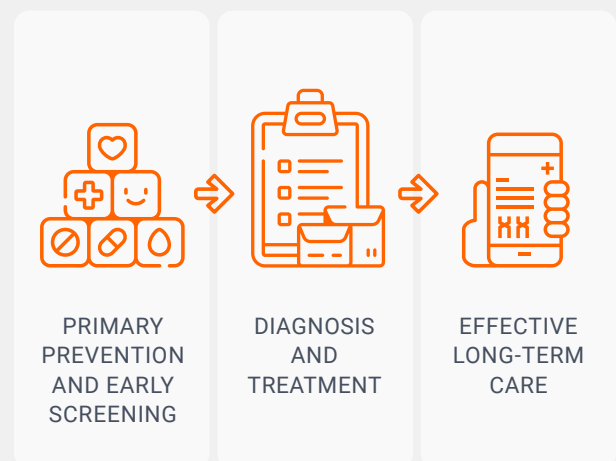 PRIMARY
PREVENTION
AND EARLY
SCREENING
DIAGNOSIS
AND
TREATMENT
EFFECTIVE
LONG-TERM
CARE